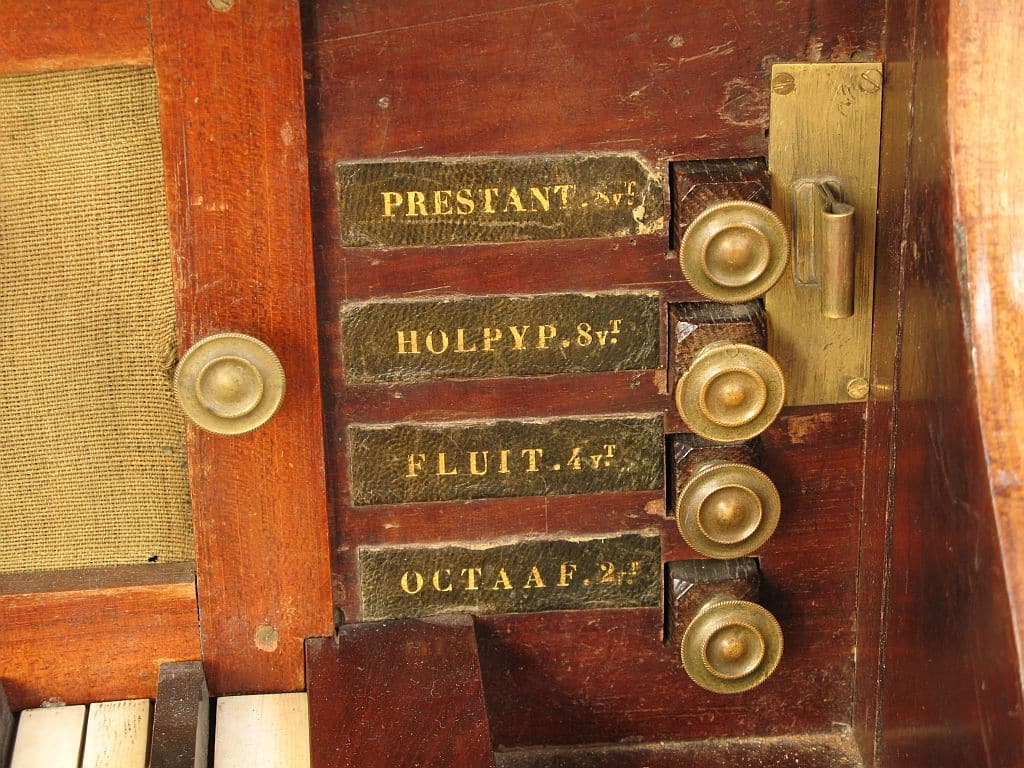 PRESTANT. 8vT.
HOLPYP. 8vT.
FLUIT. 4vT.
OCTAAF. 2vT.